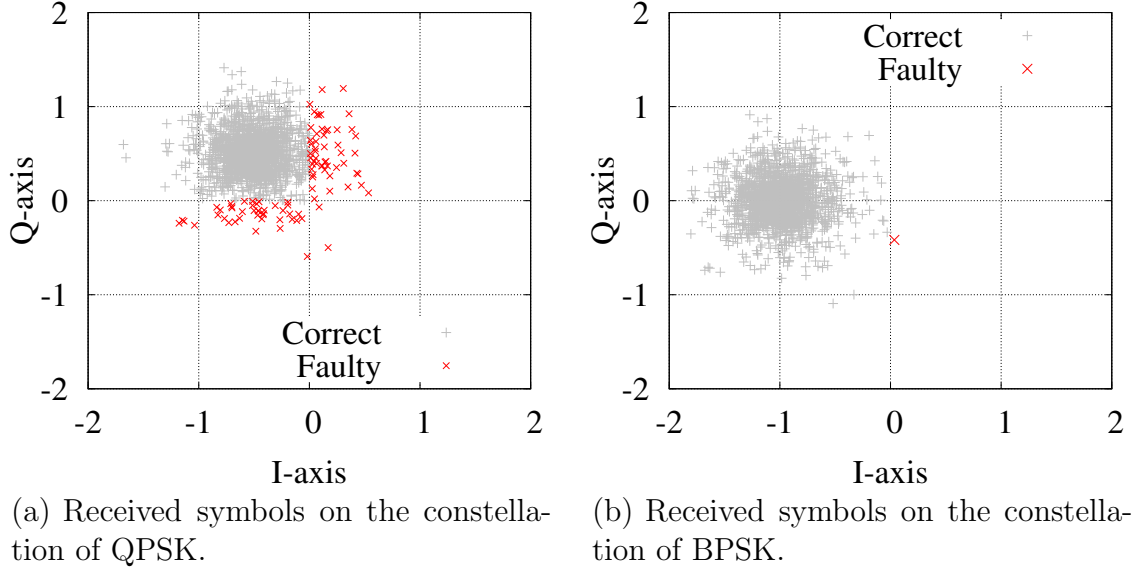 2
1
0
-1
-2
Q-axis
Correct
Faulty
-2 -1 0 1 2
I-axis
(a) Received symbols on the constella-
tion of QPSK.
2
1
0
-1
-2
Q-axis
Correct
Faulty
-2 -1 0 1 2
I-axis
(b) Received symbols on the constella-
tion of BPSK.